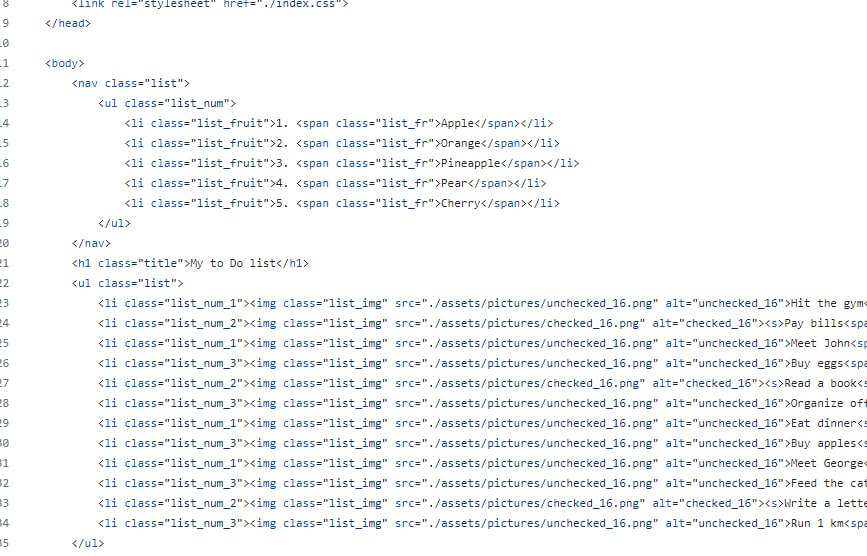 8 <link rel="stylesheet" href="./index.css">
9 </head>
10
11 <body>
12 <nav class="list">
13 <ul class="list_num">
14 <li class="list_fruit">1. <span class="list_fr">Apple</span></li>
15 <li class="list_fruit">2. <span class="list_fr">Orange</span></li>
16 <li class="list_fruit">3. <span class="list_fr">Pineapple</span></li>
17 <li class="list_fruit">4. <span class="list_fr">Pear</span></li>
18 <li class="list_fruit">5. <span class="list_fr">Cherry</span></li>
19 </ul>
20 </nav>
21 <h1 class="title">My to Do list</h1>
22 <ul class="list">
23 <li class="list_num_1"><img class="list_img" src="./assets/pictures/unchecked_16.png" alt="unchecked_16">Hit the gym<
24 <li class="list_num_2"><img class="list_img" src="./assets/pictures/checked_16.png" alt="checked_16"><s>Pay bills<spa
25 <li class="list_num_1"><img class="list_img" src="./assets/pictures/unchecked_16.png" alt="unchecked_16">Meet John<sp
26 <li class="list_num_3"><img class="list_img" src="./assets/pictures/unchecked_16.png" alt="unchecked_16">Buy eggs<spa
27 <li class="list_num_2"><img class="list_img" src="./assets/pictures/checked_16.png" alt="checked_16"><s>Read a book<s
28 <li class="list_num_3"><img class="list_img" src="./assets/pictures/unchecked_16.png" alt="unchecked_16">Organize off
29 <li class="list_num_1"><img class="list_img" src="./assets/pictures/unchecked_16.png" alt="unchecked_16">Eat dinner<s
30 <li class="list_num_3"><img class="list_img" src="./assets/pictures/unchecked_16.png" alt="unchecked_16">Buy apples<s
31 <li class="list_num_1"><img class="list_img" src="./assets/pictures/unchecked_16.png" alt="unchecked_16">Meet George<
32 <li class="list_num_3"><img class="list_img" src="./assets/pictures/unchecked_16.png" alt="unchecked_16">Feed the cat
33 <li class="list_num_2"><img class="list_img" src="./assets/pictures/checked_16.png" alt="checked_16"><s>Write a lette
34 <li class="list_num_3"><img class="list_img" src="./assets/pictures/unchecked_16.png" alt="unchecked_16">Run 1 km<spa
35 </ul>